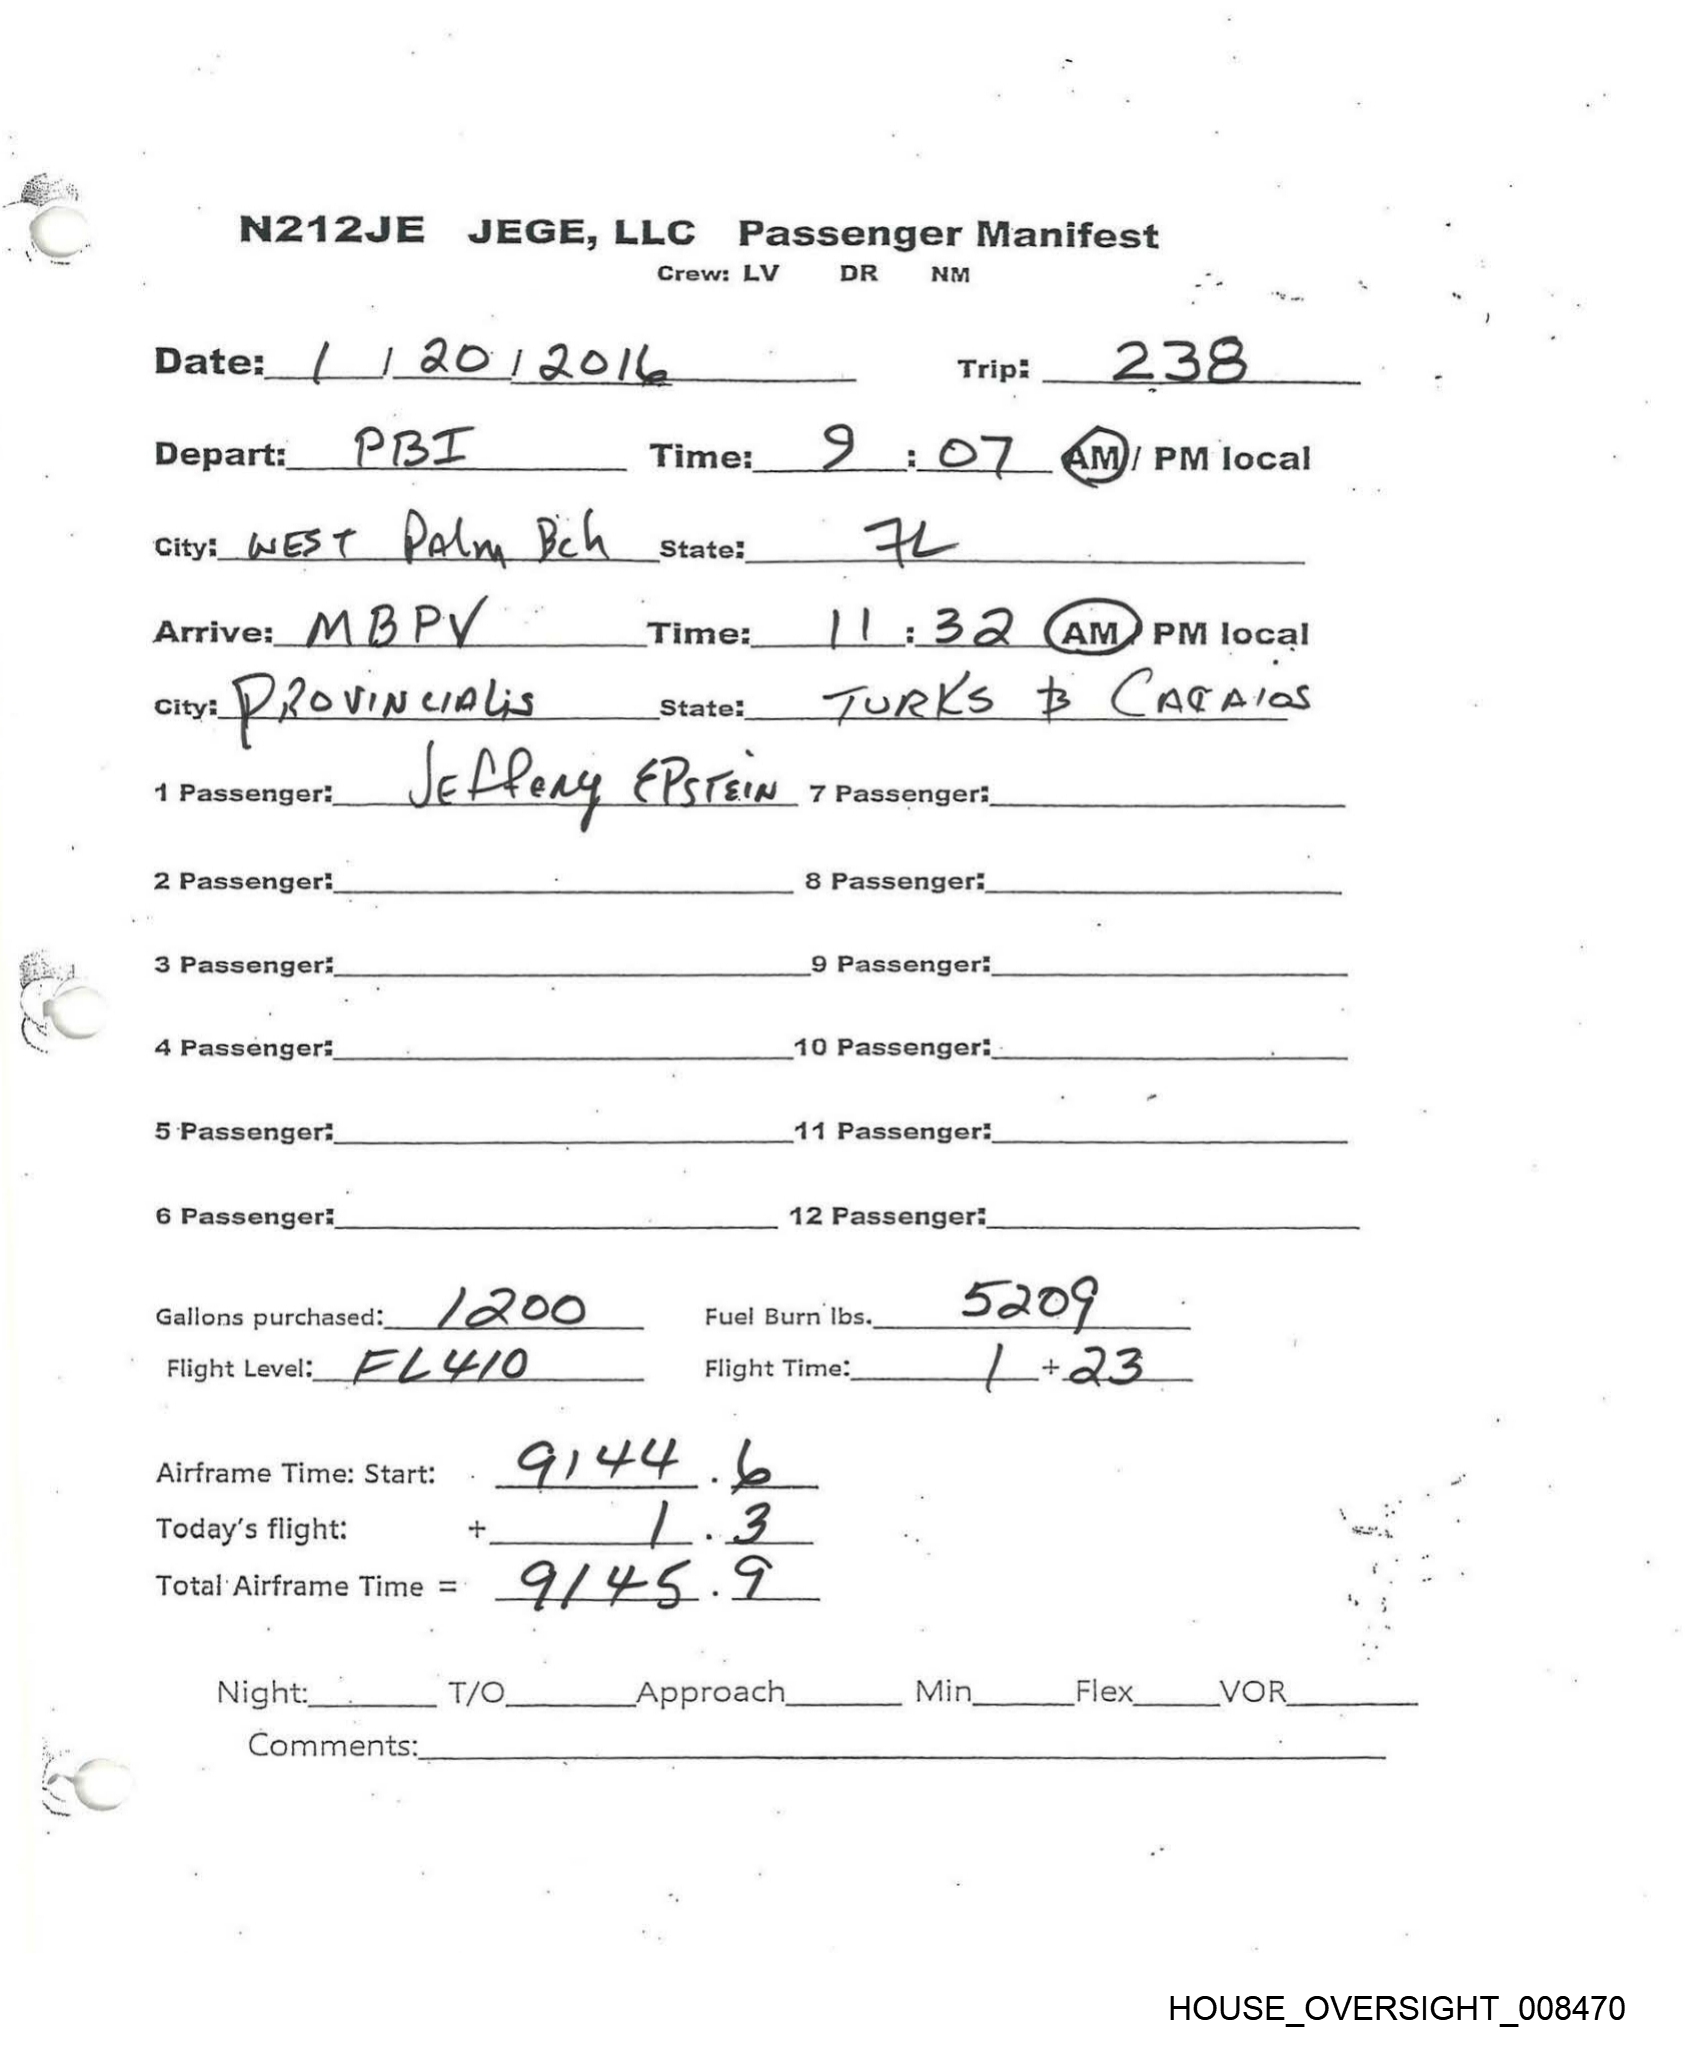 N212JE JEGE, LLC Passenger Manifest
Crew: LV DR NM
Date: 1 / 20 / 2016 Trip: 238
Depart: PBI Time: 9 : 07 AM / PM local
City: WEST PALm Bch State: FL
Arrive: MBPV Time: 11 : 32 AM / PM local
City: PROVINCIALis State: TURKS & CACAIOS
1 Passenger: JEffeRy EPSTEIN 7 Passenger:
2 Passenger: 8 Passenger:
3 Passenger: 9 Passenger:
4 Passenger: 10 Passenger:
5 Passenger: 11 Passenger:
6 Passenger: 12 Passenger:
Gallons purchased: 1200 Fuel Burn lbs. 5209
Flight Level: FL410 Flight Time: 1 + 23
Airframe Time: Start: 9144 . 6
Today's flight: + 1 . 3
Total Airframe Time = 9145 . 9
Night: T/O Approach Min Flex VOR
Comments:
HOUSE_OVERSIGHT_008470